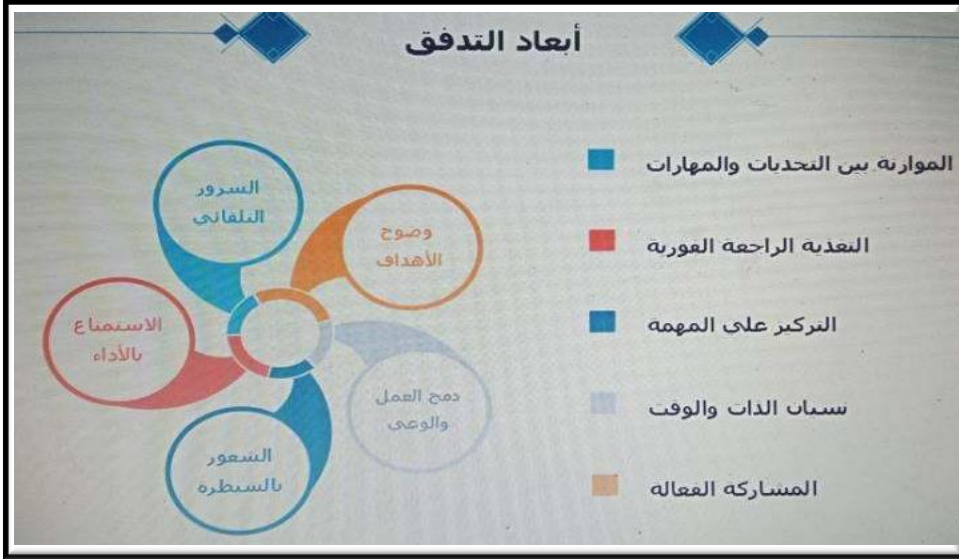 أبعاد التدفق
الموازنة بين التحديات والمهارات
التغذية الراجعة الفورية
التركيز على المهمة
نسيان الذات والوقت
المشاركة الفعالة
السرور
التلقائي
وضوح
الأهداف
دمج العمل
والوعي
الشعور
بالسيطرة
الاستمتاع
بالأداء